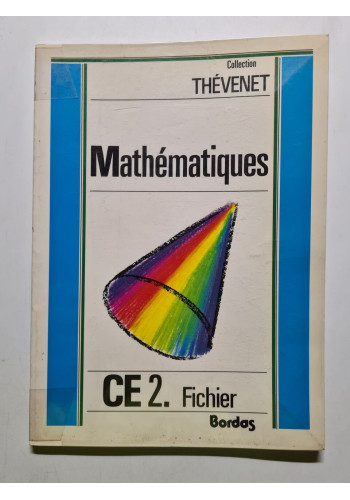 Collection
THÉVENET
Mathématiques
CE 2. Fichier
Bordas